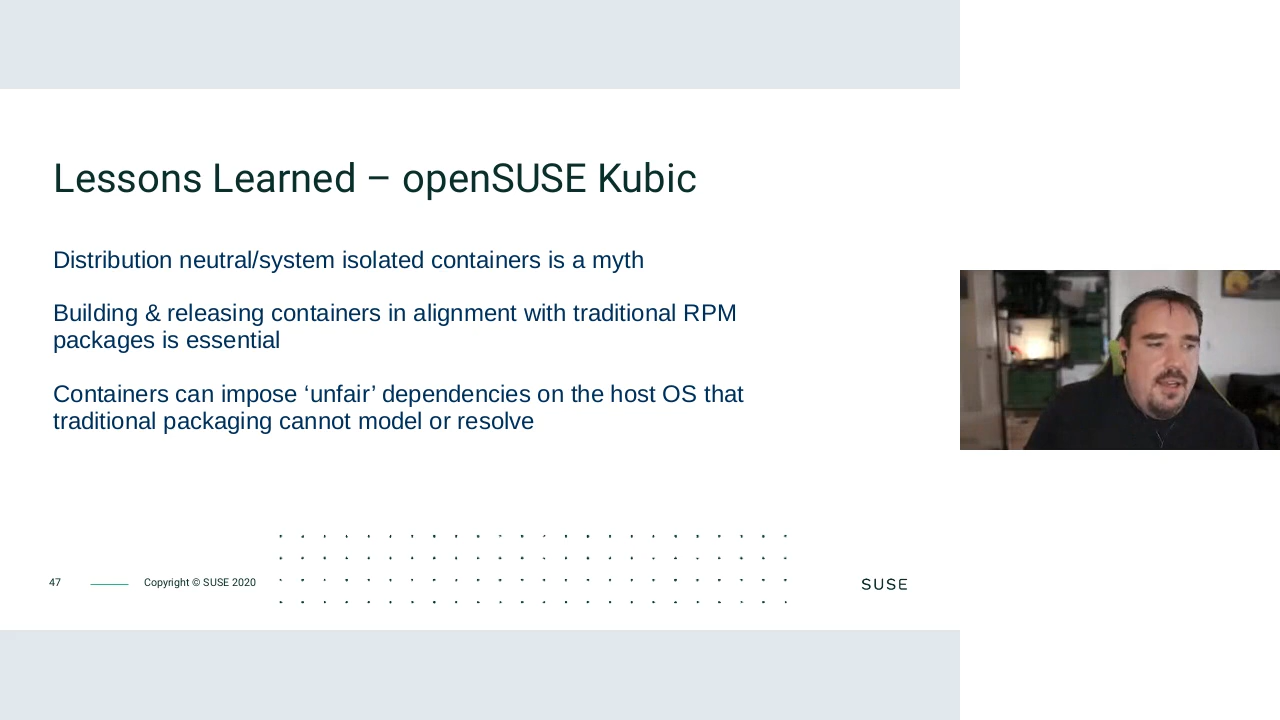 Lessons Learned – openSUSE Kubic
Distribution neutral/system isolated containers is a myth
Building & releasing containers in alignment with traditional RPM
packages is essential
Containers can impose ‘unfair’ dependencies on the host OS that
traditional packaging cannot model or resolve
47
Copyright © SUSE 2020
SUSE